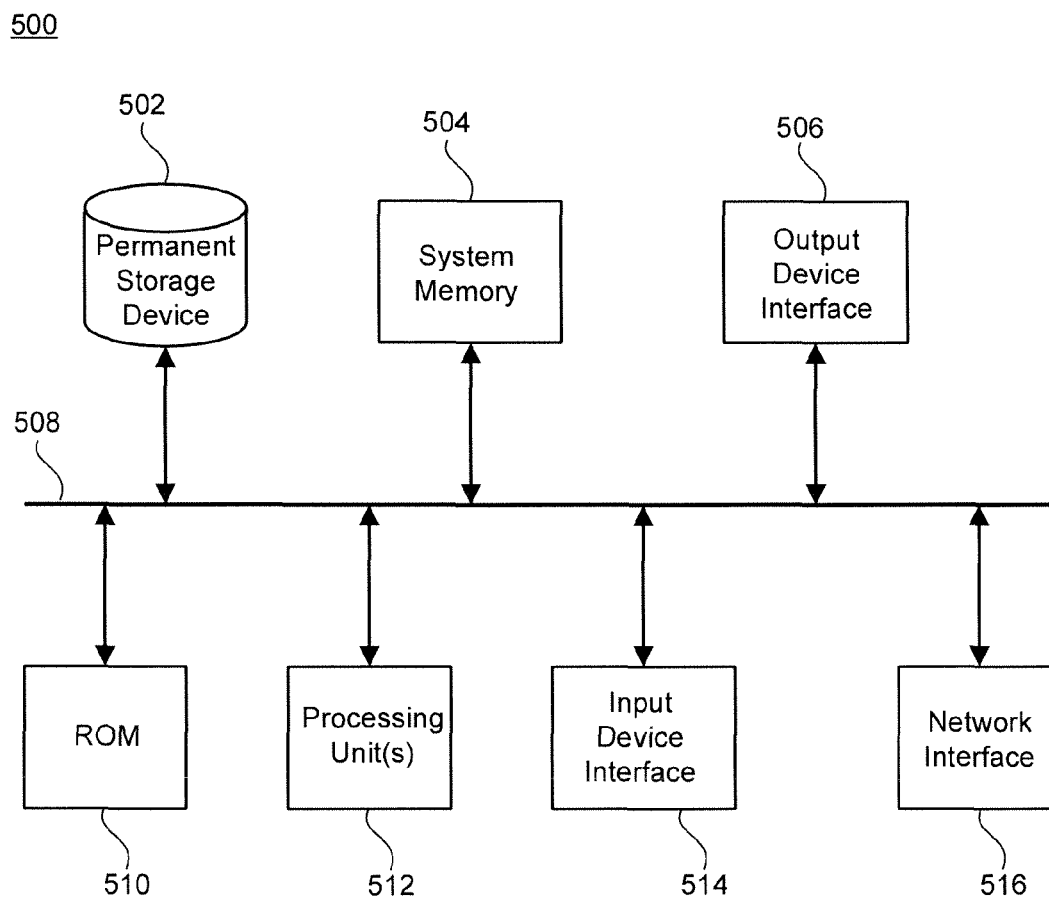 500
502
504
506
Permanent
Storage
Device
System
Memory
Output
Device
Interface
508
ROM
Processing
Unit(s)
Input
Device
Interface
Network
Interface
510
512
514
516